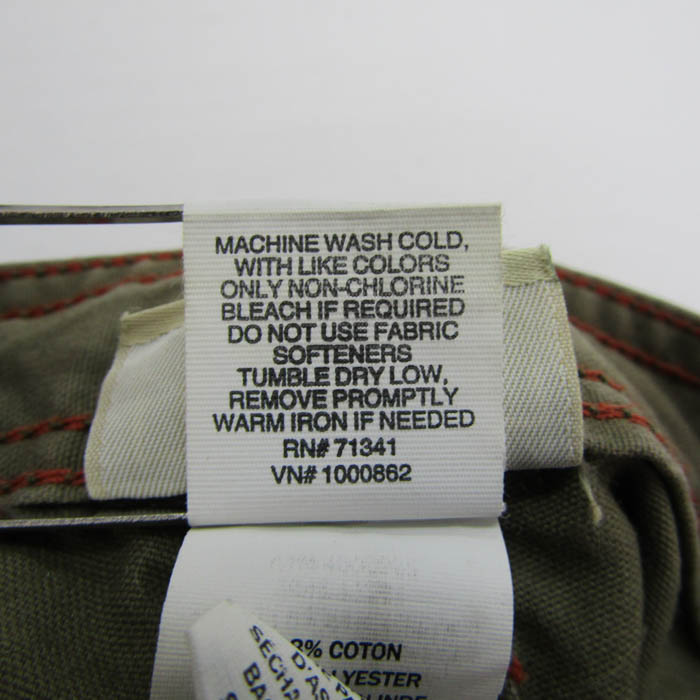 MACHINE WASH COLD,
WITH LIKE COLORS
ONLY NON-CHLORINE
BLEACH IF REQUIRED
DO NOT USE FABRIC
SOFTENERS
TUMBLE DRY LOW,
REMOVE PROMPTLY
WARM IRON IF NEEDED
RN# 71341
VN# 1000862
% COTON